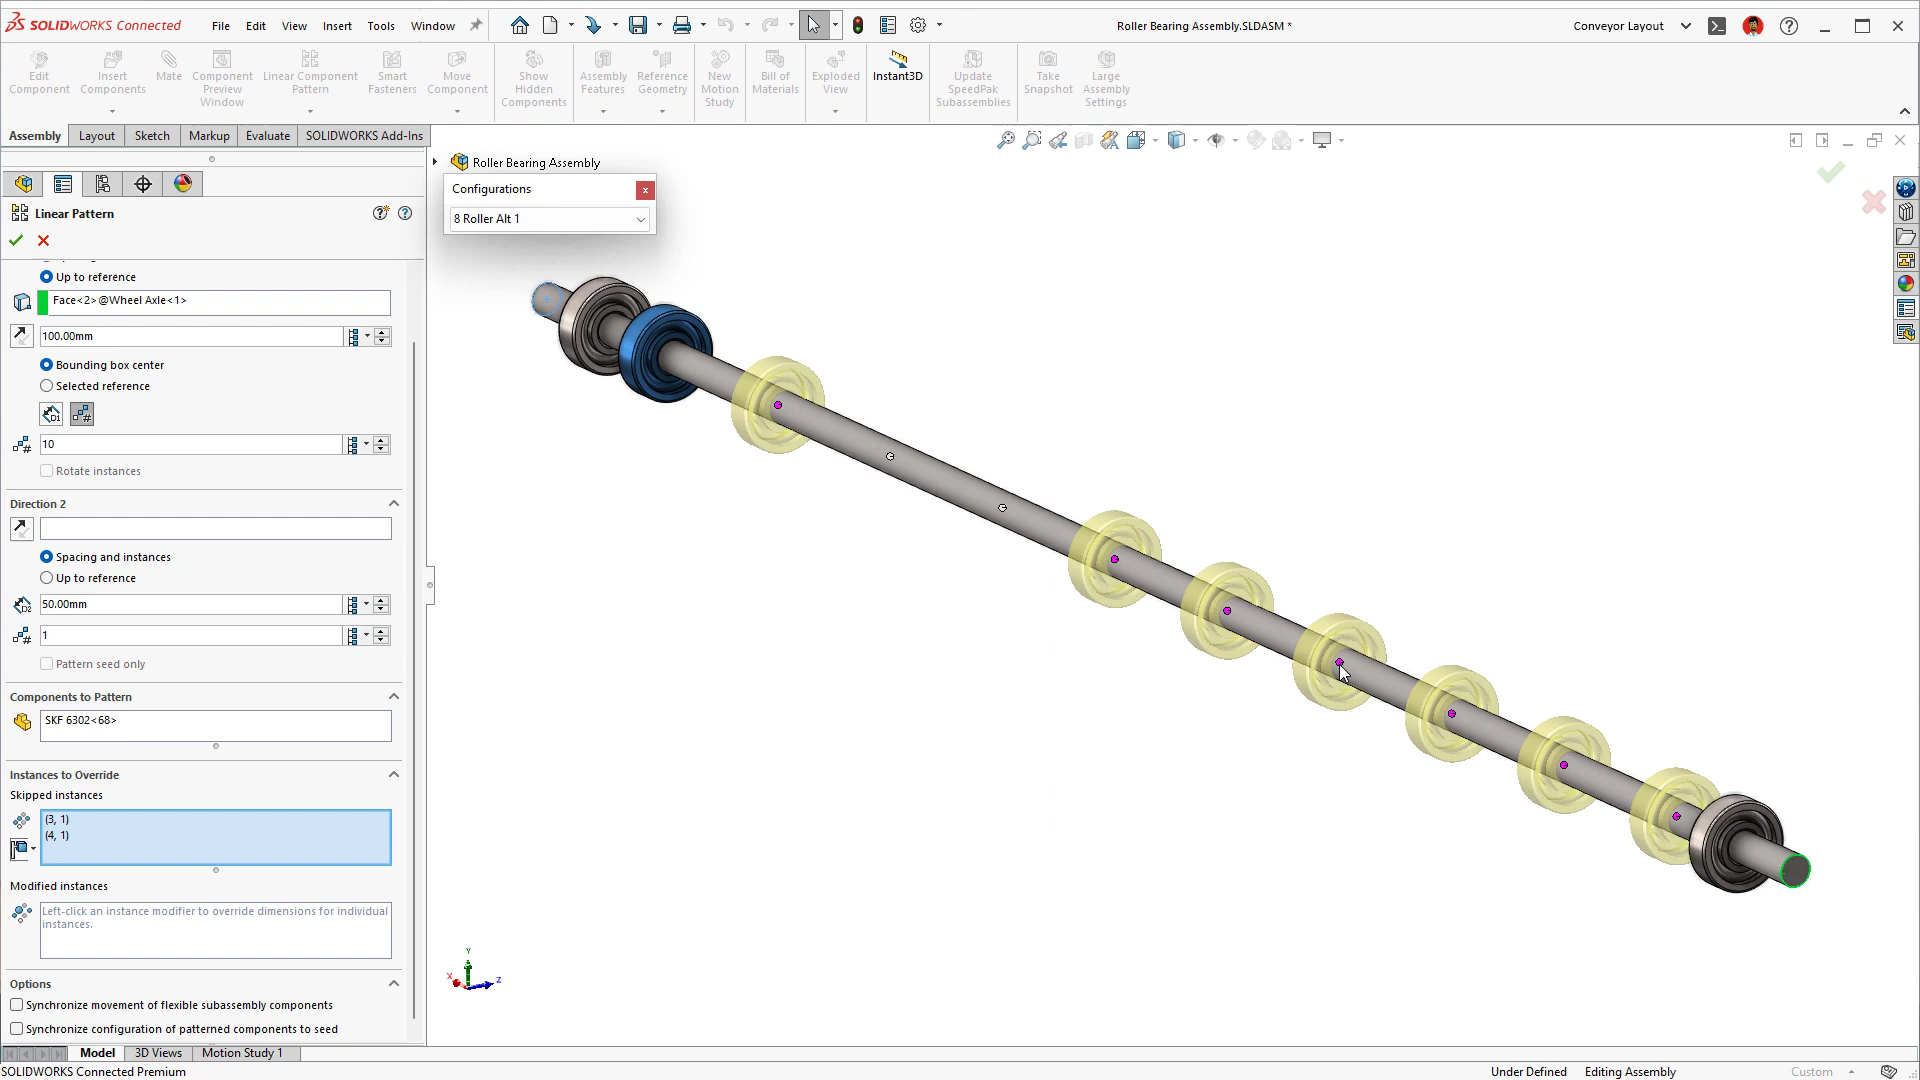 SOLIDWORKS Connected
File
Edit
View
Insert
Tools
Window
Roller Bearing Assembly.SLDASM *
Conveyor Layout
Edit Component
Insert Components
Mate
Component Preview Window
Linear Component Pattern
Smart Fasteners
Move Component
Show Hidden Components
Assembly Features
Reference Geometry
New Motion Study
Bill of Materials
Exploded View
Instant3D
Update SpeedPak Subassemblies
Take Snapshot
Large Assembly Settings
Assembly
Layout
Sketch
Markup
Evaluate
SOLIDWORKS Add-Ins
Roller Bearing Assembly
Configurations
8 Roller Alt 1
Linear Pattern
Up to reference
Face<2>@Wheel Axle<1>
100.00mm
Bounding box center
Selected reference
10
Rotate instances
Direction 2
Spacing and instances
Up to reference
50.00mm
1
Pattern seed only
Components to Pattern
SKF 6302<68>
Instances to Override
Skipped instances
(3, 1)
(4, 1)
Modified instances
Left-click an instance modifier to override dimensions for individual
instances.
Options
Synchronize movement of flexible subassembly components
Synchronize configuration of patterned components to seed
Y
X
Z
Model
3D Views
Motion Study 1
SOLIDWORKS Connected Premium
Under Defined
Editing Assembly
Custom